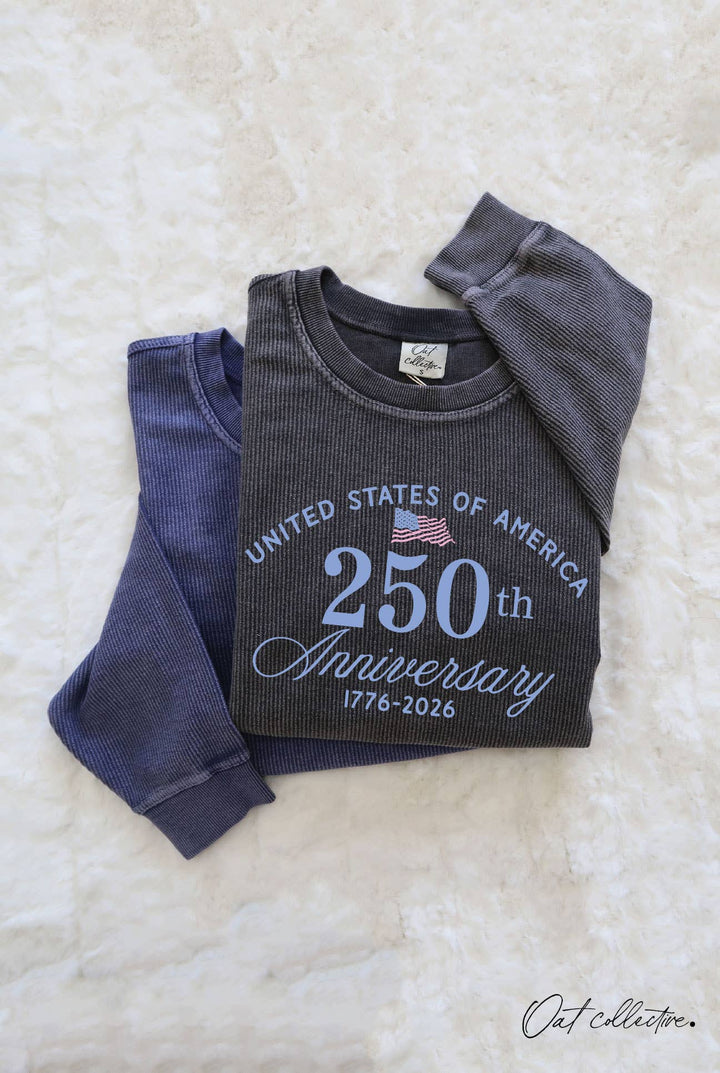 Oat
collective.
S
UNITED STATES OF AMERICA
250th
Anniversary
1776-2026
Oat collective.